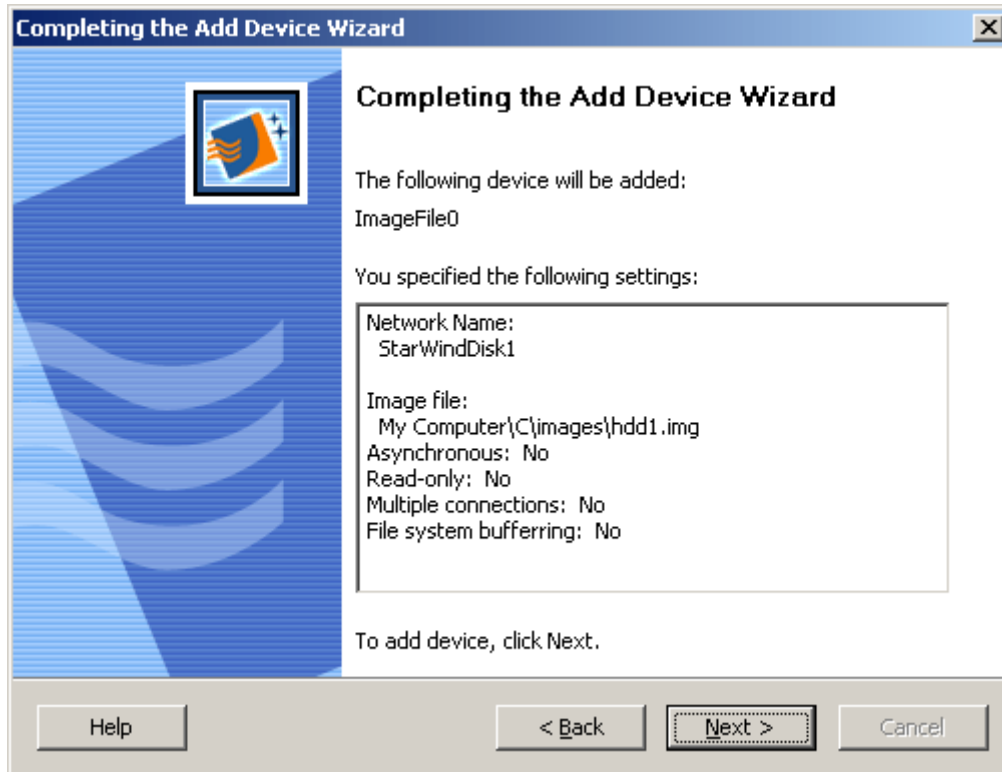 Completing the Add Device Wizard
Completing the Add Device Wizard
The following device will be added:
ImageFile0
You specified the following settings:
Network Name:
StarWindDisk1
Image file:
My Computer\C\images\hdd1.img
Asynchronous: No
Read-only: No
Multiple connections: No
File system bufferring: No
To add device, click Next.
Help
< Back
Next >
Cancel